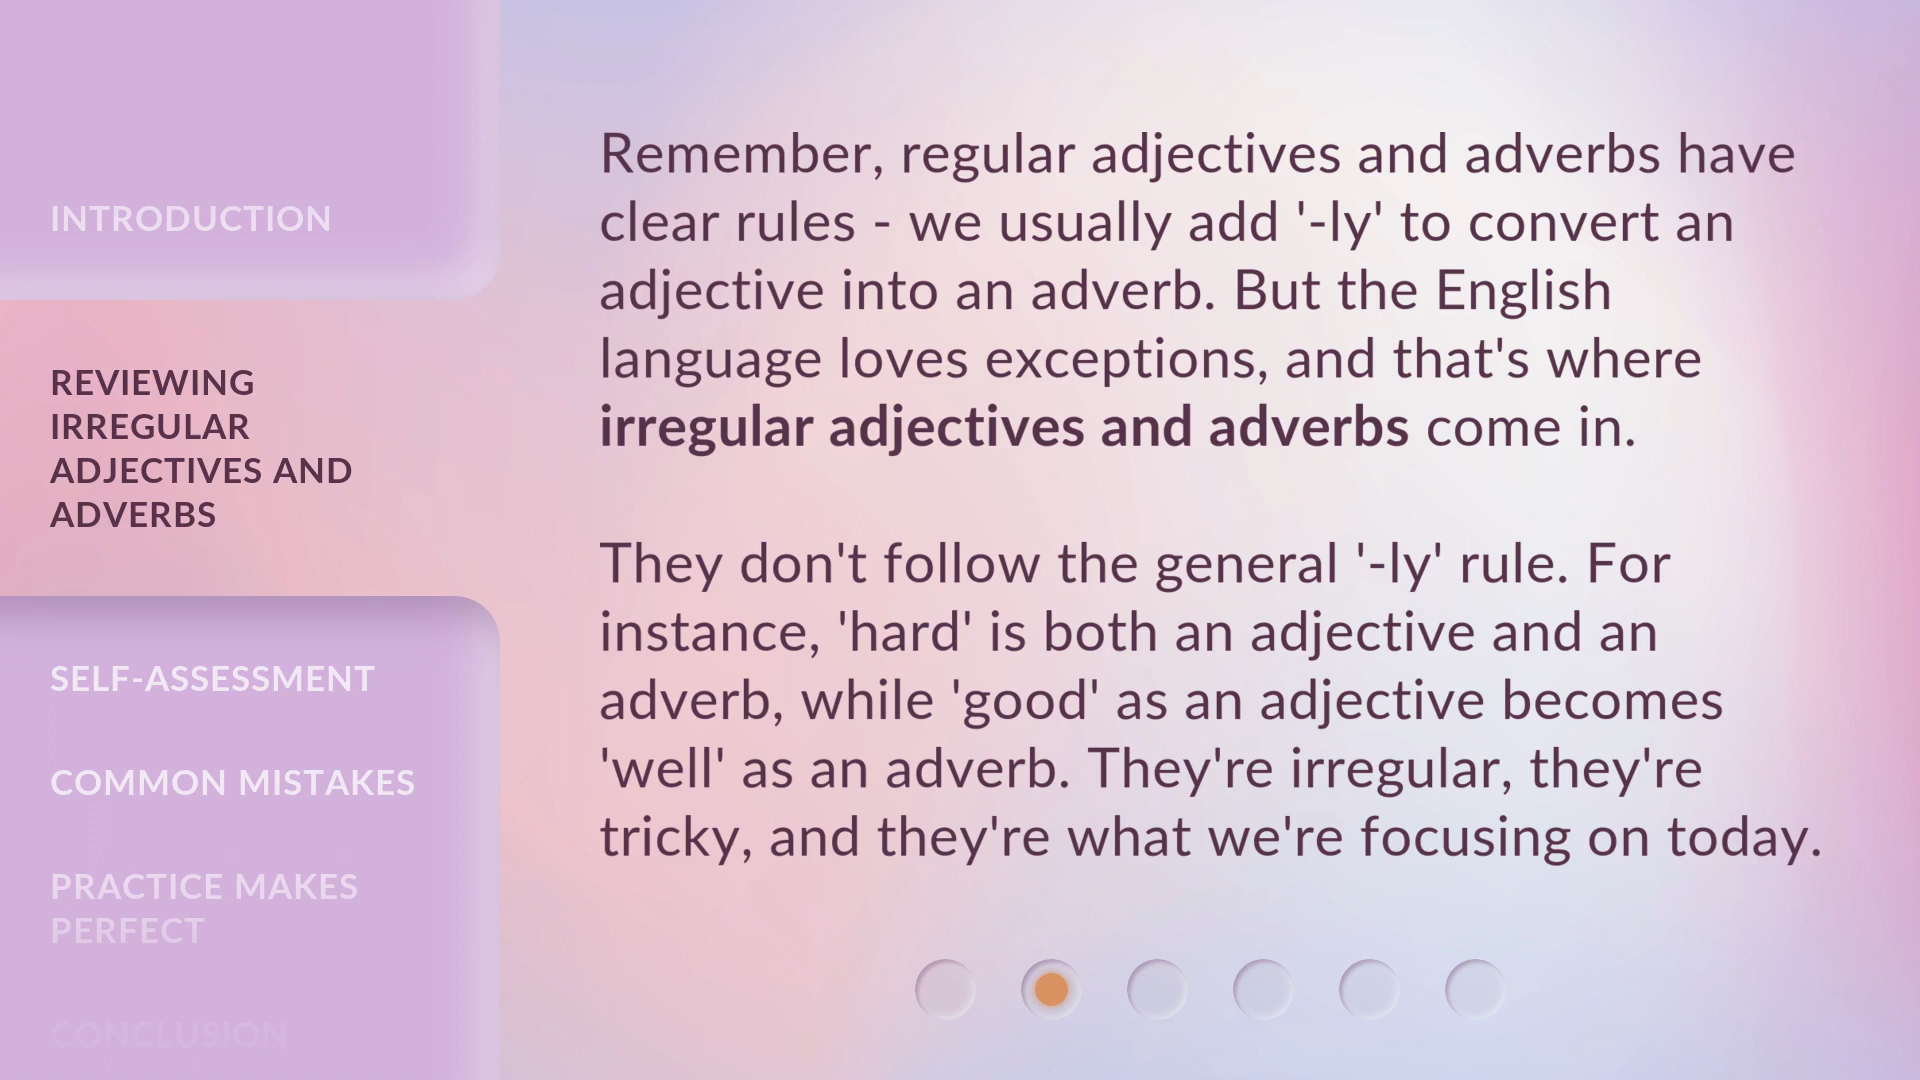 INTRODUCTION
REVIEWING
IRREGULAR
ADJECTIVES AND
ADVERBS
SELF-ASSESSMENT
COMMON MISTAKES
PRACTICE MAKES
PERFECT
CONCLUSION
Remember, regular adjectives and adverbs have
clear rules - we usually add '-ly' to convert an
adjective into an adverb. But the English
language loves exceptions, and that's where
irregular adjectives and adverbs come in.
They don't follow the general '-ly' rule. For
instance, 'hard' is both an adjective and an
adverb, while 'good' as an adjective becomes
'well' as an adverb. They're irregular, they're
tricky, and they're what we're focusing on today.